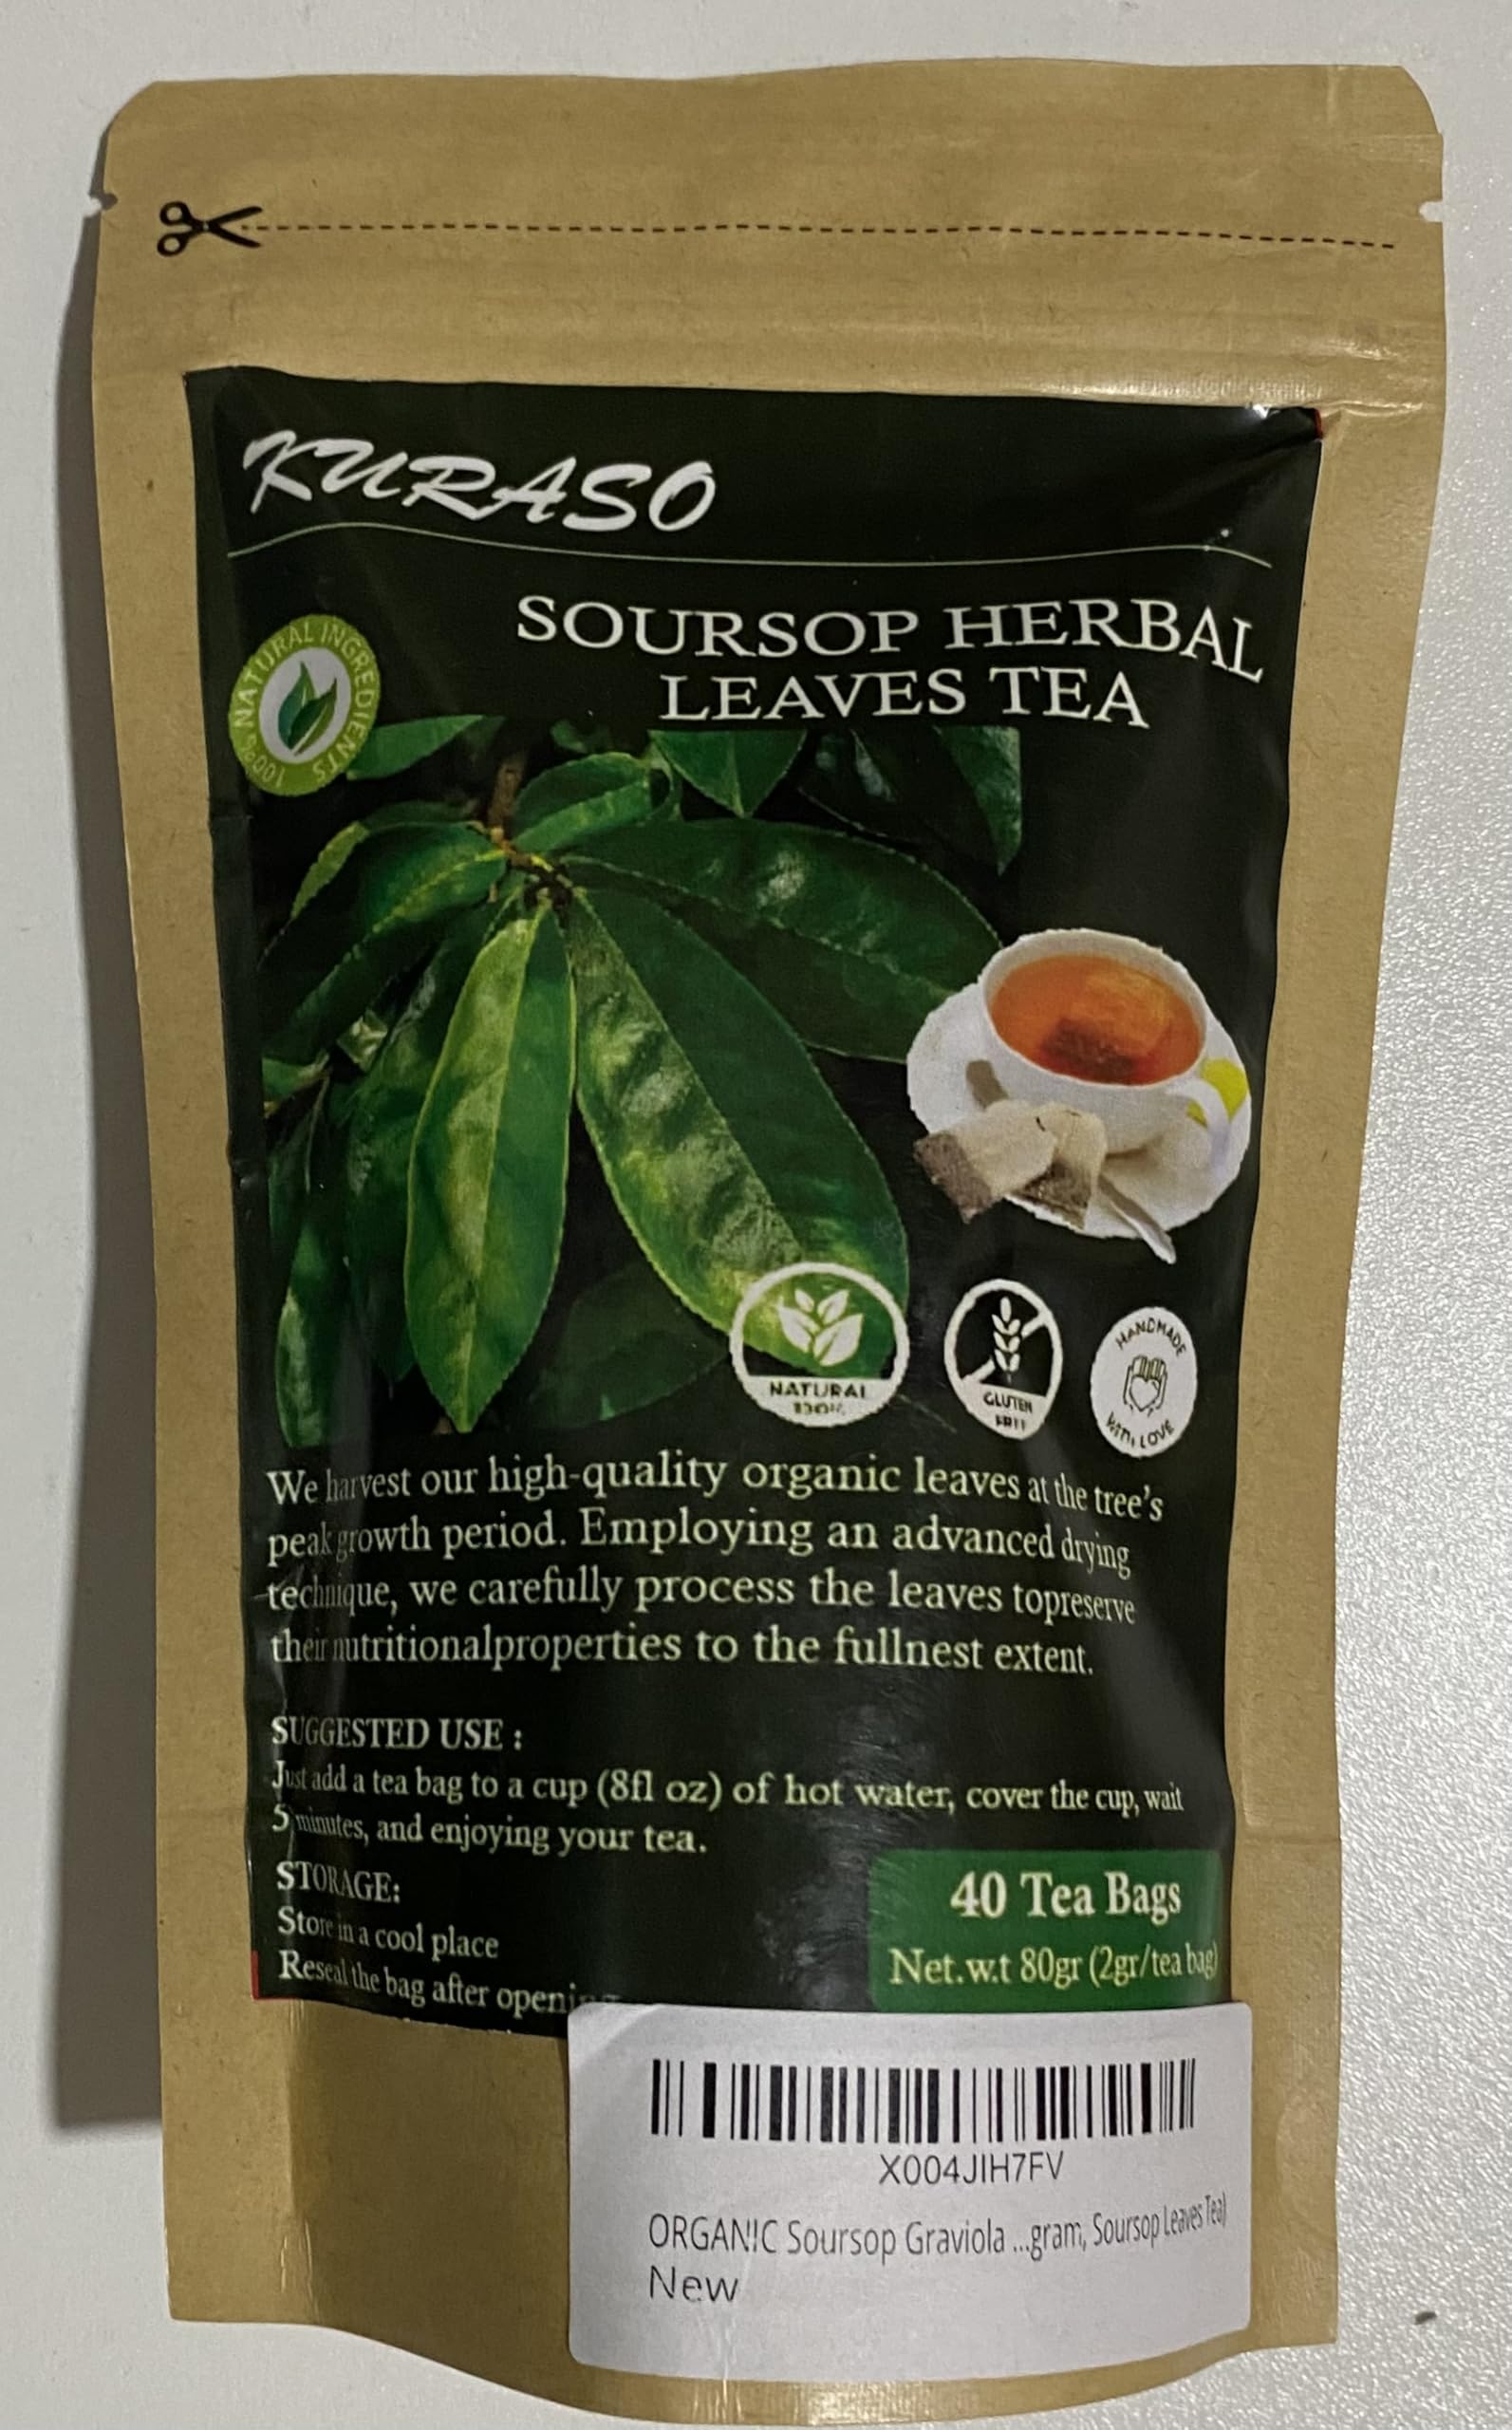 KURASO
SOURSOP HERBAL
LEAVES TEA
100% NATURAL INGREDIENTS
NATURAL
100%
GLUTEN
FREE
HANDMADE
WITH LOVE
We harvest our high-quality organic leaves at the tree's
peak growth period. Employing an advanced drying
technique, we carefully process the leaves topreserve
their nutritionalproperties to the fullnest extent.
SUGGESTED USE :
Just add a tea bag to a cup (8fl oz) of hot water, cover the cup, wait
5 minutes, and enjoying your tea.
STORAGE:
Store in a cool place
Reseal the bag after opening
40 Tea Bags
Net.w.t 80gr (2gr/tea bag)
X004JIH7FV
ORGANIC Soursop Graviola ...gram, Soursop Leaves Tea)
New